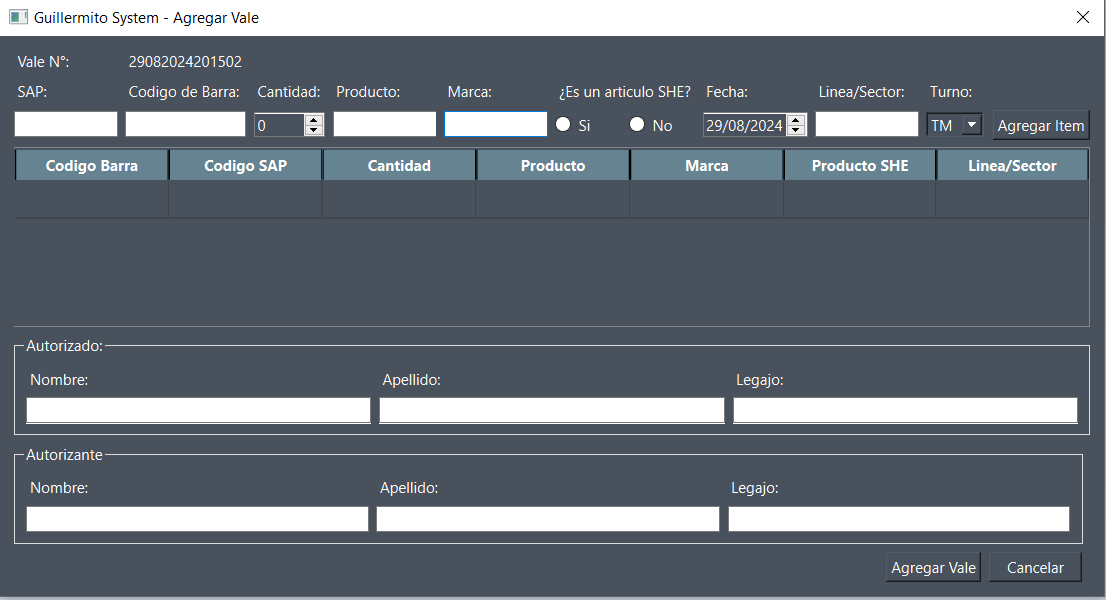 Guillermito System - Agregar Vale
Vale N°: 29082024201502
SAP: Codigo de Barra: Cantidad: Producto: Marca: ¿Es un articulo SHE? Fecha: Linea/Sector: Turno:
0 Si No 29/08/2024 TM Agregar Item
Codigo Barra Codigo SAP Cantidad Producto Marca Producto SHE Linea/Sector
Autorizado:
Nombre: Apellido: Legajo:
Autorizante
Nombre: Apellido: Legajo:
Agregar Vale Cancelar